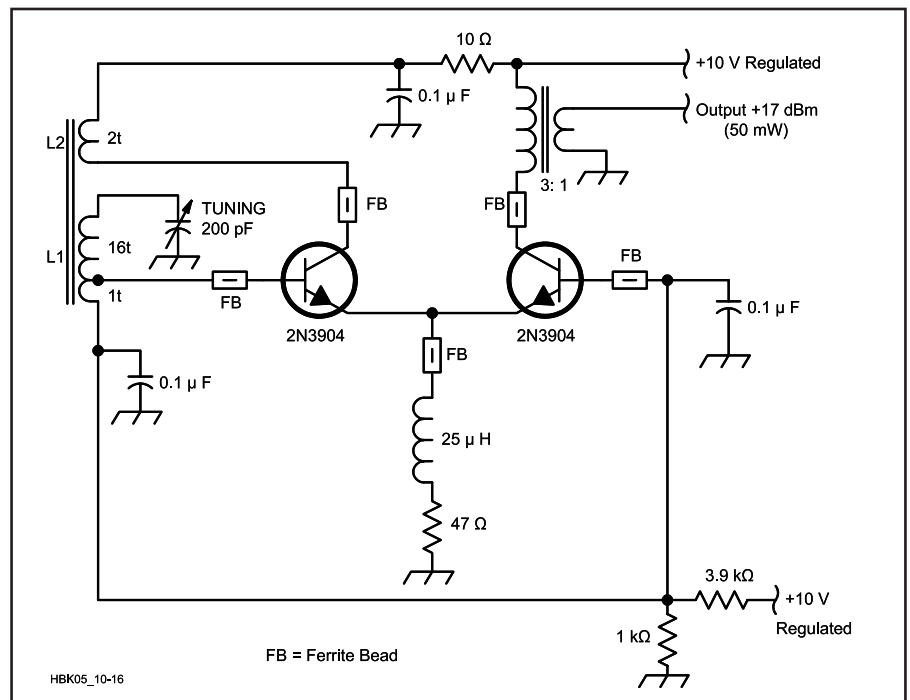 10 Ω
+10 V Regulated
0.1 µ F
Output +17 dBm
(50 mW)
L2
2t
3: 1
FB
FB
TUNING
200 pF
L1
16t
1t
FB
FB
0.1 µ F
2N3904
2N3904
FB
0.1 µ F
25 µ H
47 Ω
3.9 kΩ
+10 V
Regulated
1 kΩ
FB = Ferrite Bead
HBK05_10-16